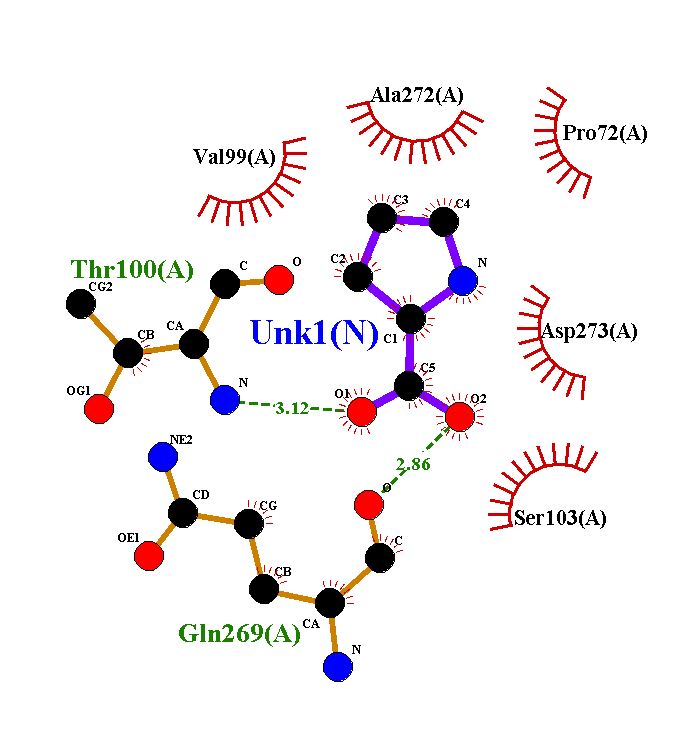 Ala272(A)
Pro72(A)
Val99(A)
C3
C4
Thr100(A)
C
O
C2
N
CG2
Unk1(N)
CB
CA
C1
Asp273(A)
OG1
N
3.12
O1
C5
O2
NE2
2.86
CD
CG
O
Ser103(A)
OE1
C
CB
Gln269(A)
CA
N